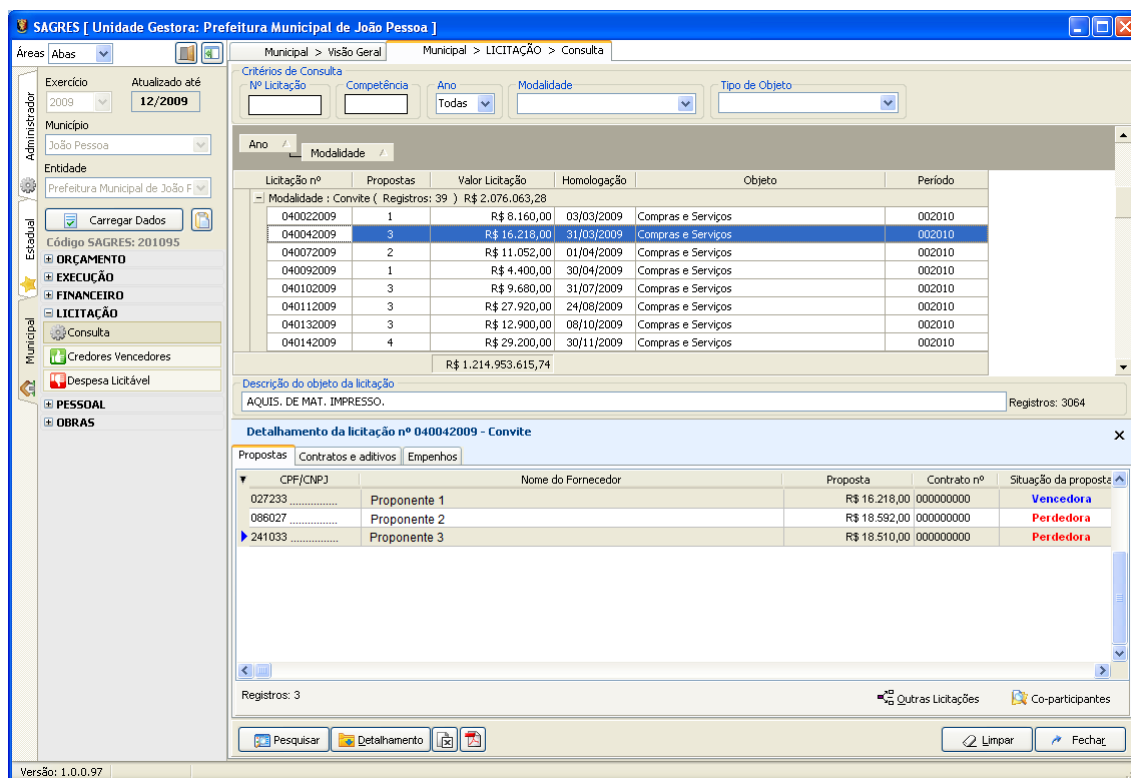 SAGRES [ Unidade Gestora: Prefeitura Municipal de João Pessoa ]
Áreas Abas
Municipal > Visão Geral
Municipal > LICITAÇÃO > Consulta
Administrador
Estadual
Municipal
Exercício Atualizado até
2009 12/2009
Município
João Pessoa
Entidade
Prefeitura Municipal de João P
Carregar Dados
Código SAGRES: 201095
ORÇAMENTO
EXECUÇÃO
FINANCEIRO
LICITAÇÃO
Consulta
Credores Vencedores
Despesa Licitável
PESSOAL
OBRAS
Critérios de Consulta
Nº Licitação Competência Ano Modalidade Tipo de Objeto
Todas
Ano
Modalidade
Licitação nº Propostas Valor Licitação Homologação Objeto Período
Modalidade : Convite ( Registros: 39 ) R$ 2.076.063,28
040022009 1 R$ 8.160,00 03/03/2009 Compras e Serviços 002010
040042009 3 R$ 16.218,00 31/03/2009 Compras e Serviços 002010
040072009 2 R$ 11.052,00 01/04/2009 Compras e Serviços 002010
040092009 1 R$ 4.400,00 30/04/2009 Compras e Serviços 002010
040102009 3 R$ 9.680,00 31/07/2009 Compras e Serviços 002010
040112009 3 R$ 27.920,00 24/08/2009 Compras e Serviços 002010
040132009 3 R$ 12.900,00 08/10/2009 Compras e Serviços 002010
040142009 4 R$ 29.200,00 30/11/2009 Compras e Serviços 002010
R$ 1.214.953.615,74
Descrição do objeto da licitação
AQUIS. DE MAT. IMPRESSO. Registros: 3064
Detalhamento da licitação nº 040042009 - Convite
Propostas Contratos e aditivos Empenhos
CPF/CNPJ Nome do Fornecedor Proposta Contrato nº Situação da proposta
027233 ............... Proponente 1 R$ 16.218,00 000000000 Vencedora
086027 ............... Proponente 2 R$ 18.592,00 000000000 Perdedora
241033 ............... Proponente 3 R$ 18.510,00 000000000 Perdedora
Registros: 3 Outras Licitações Co-participantes
Pesquisar Detalhamento Limpar Fechar
Versão: 1.0.0.97